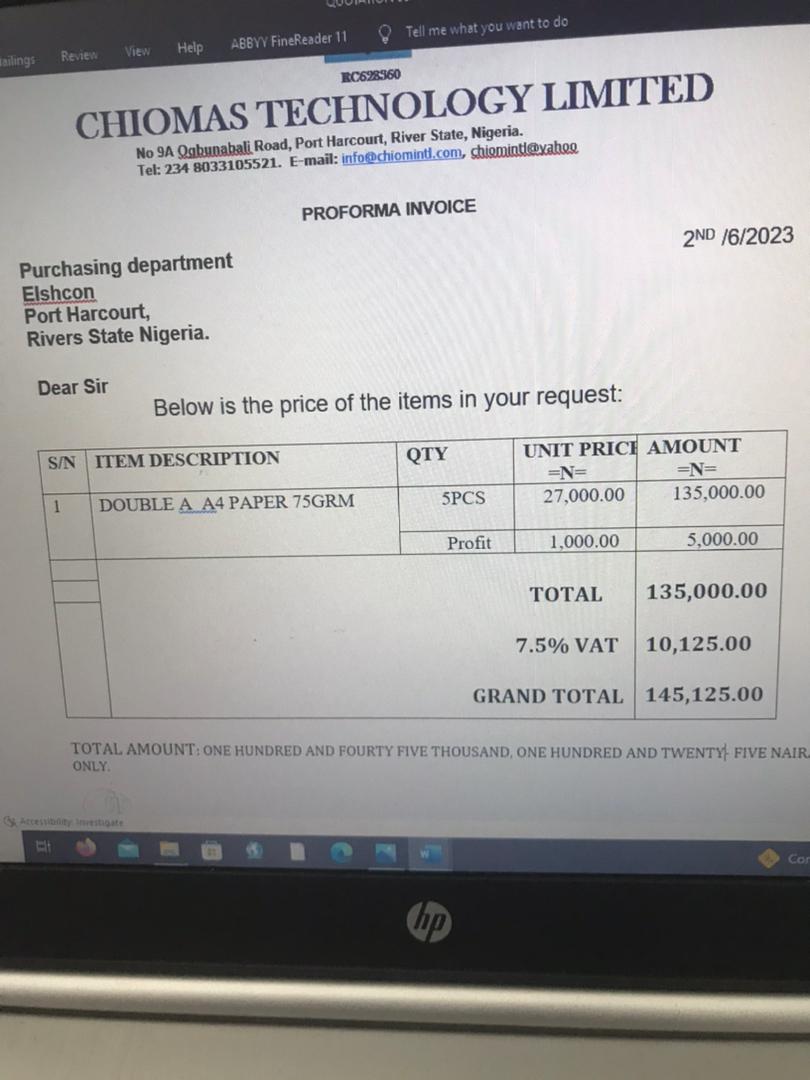 Mailings Review View Help ABBYY FineReader 11 Tell me what you want to do
RC628360
CHIOMAS TECHNOLOGY LIMITED
No 9A Ogbunabali Road, Port Harcourt, River State, Nigeria.
Tel: 234 8033105521. E-mail: info@chiomintl.com, chiomintl@yahoo
PROFORMA INVOICE
2ND /6/2023
Purchasing department
Elshcon
Port Harcourt,
Rivers State Nigeria.
Dear Sir
Below is the price of the items in your request:
S/N ITEM DESCRIPTION QTY UNIT PRICE AMOUNT
=N= =N=
1 DOUBLE A A4 PAPER 75GRM 5PCS 27,000.00 135,000.00
Profit 1,000.00 5,000.00
TOTAL 135,000.00
7.5% VAT 10,125.00
GRAND TOTAL 145,125.00
TOTAL AMOUNT: ONE HUNDRED AND FOURTY FIVE THOUSAND, ONE HUNDRED AND TWENTY- FIVE NAIR
ONLY.
Accessibility: Investigate
hp